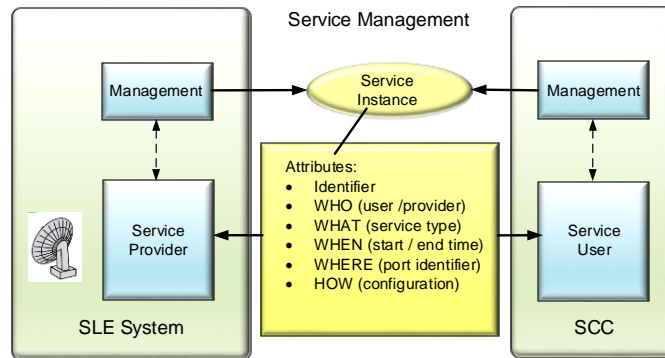 Service Management
Management
Service
Instance
Management
Attributes:
• Identifier
• WHO (user /provider)
• WHAT (service type)
• WHEN (start / end time)
• WHERE (port identifier)
• HOW (configuration)
Service
Provider
Service
User
SLE System
SCC